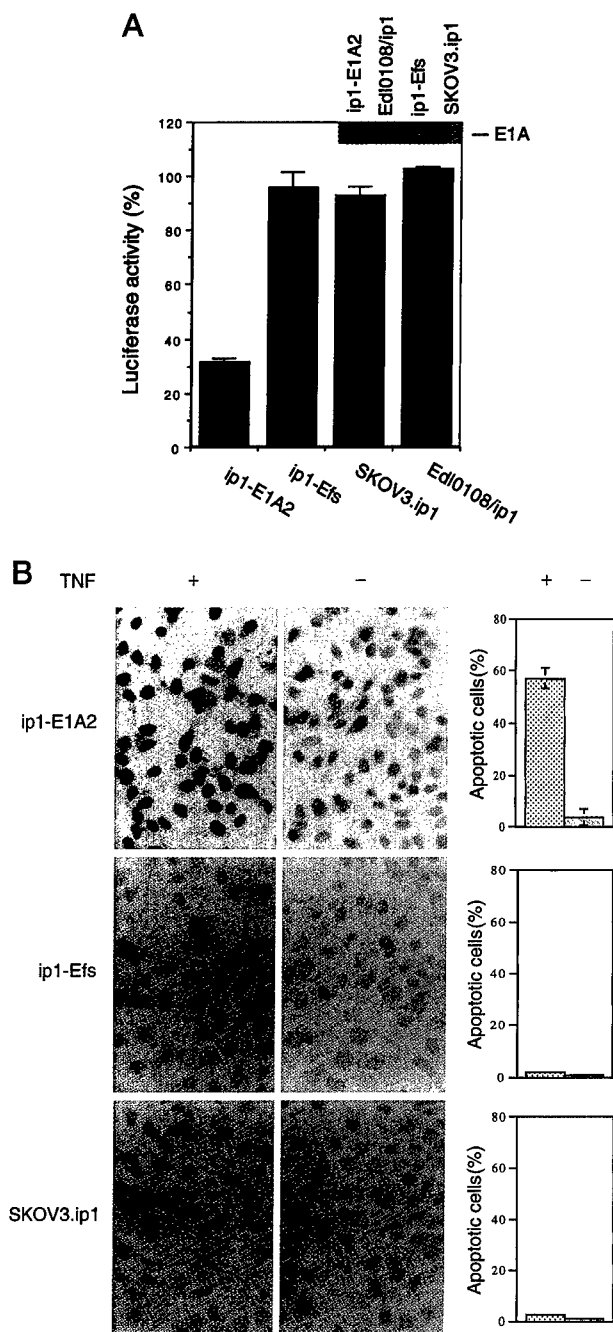 A
ip1-E1A2
Edl0108/ip1
ip1-Efs
SKOV3.ip1
— E1A
Luciferase activity (%)
120
100
80
60
40
20
0
ip1-E1A2
ip1-Efs
SKOV3.ip1
Edl0108/ip1
B
TNF + − + −
ip1-E1A2
Apoptotic cells(%)
80
60
40
20
0
ip1-Efs
Apoptotic cells(%)
80
60
40
20
0
SKOV3.ip1
Apoptotic cells(%)
80
60
40
20
0